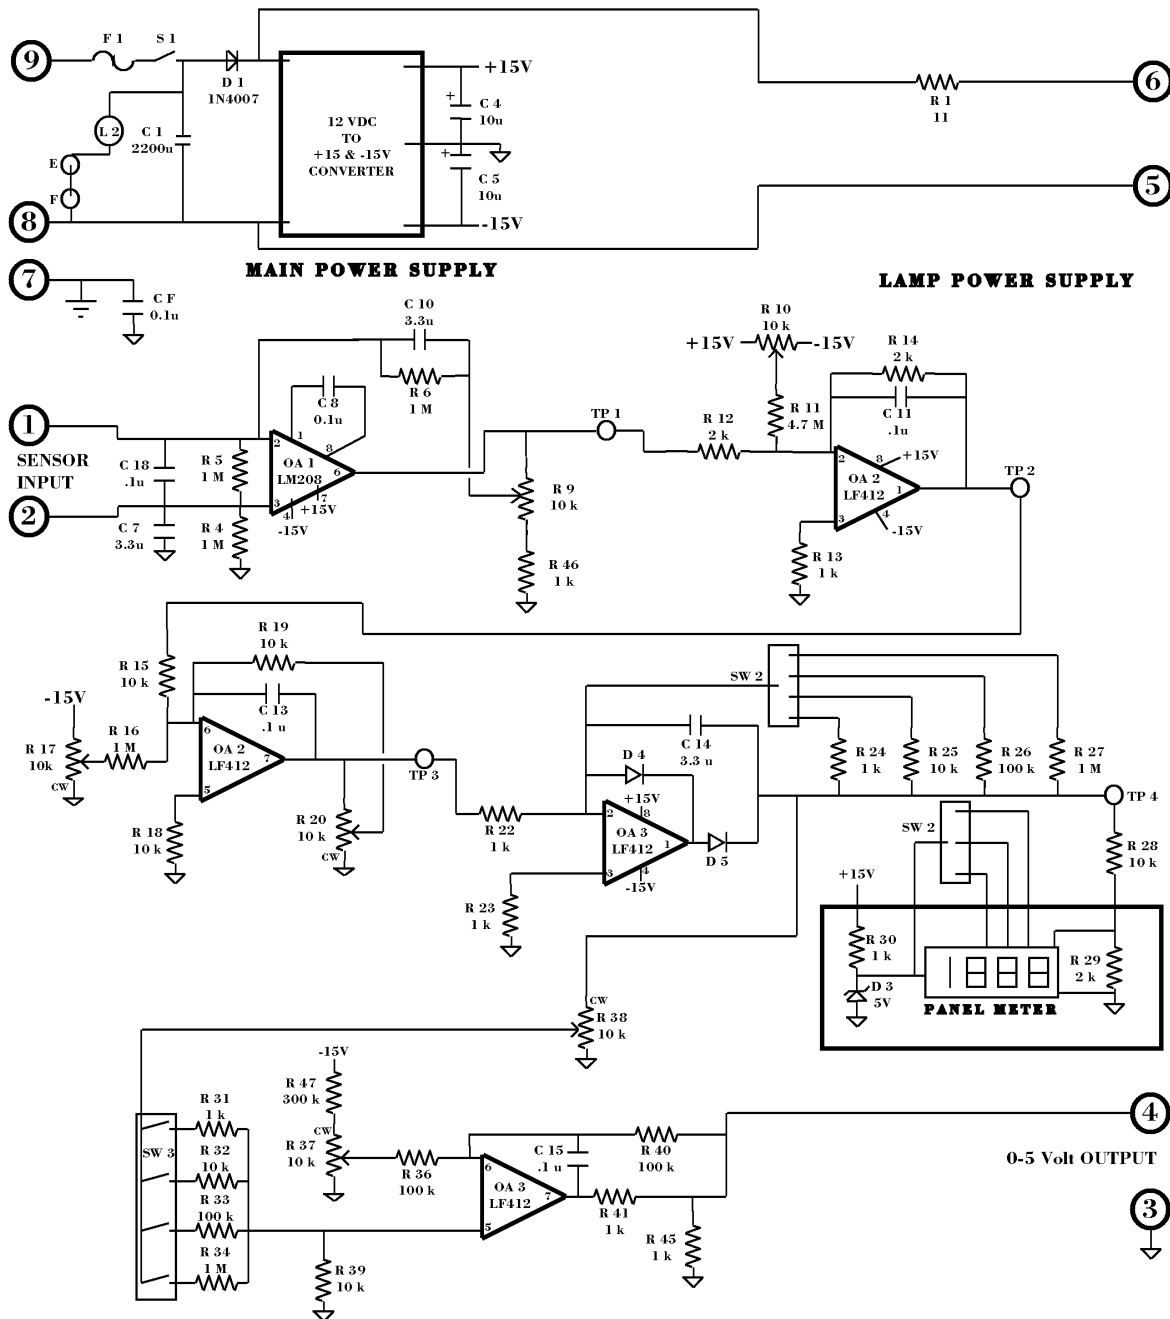 F 1
S 1
9
D 1
1N4007
L 2
C 1
2200u
E
F
8
12 VDC
TO
+15 & -15V
CONVERTER
+15V
+
C 4
10u
+
C 5
10u
-15V
R 1
11
6
5
MAIN POWER SUPPLY
LAMP POWER SUPPLY
7
C F
0.1u
C 10
3.3u
R 6
1 M
C 8
0.1u
1
SENSOR
INPUT
2
C 18
.1u
R 5
1 M
C 7
3.3u
R 4
1 M
2
1
8
OA 1
LM208
6
3
7
4
+15V
-15V
R 9
10k
R 46
1 k
TP 1
R 10
10 k
+15V
-15V
R 12
2 k
R 11
4.7 M
R 14
2 k
C 11
.1u
2
8
+15V
OA 2
LF412
1
3
4
-15V
R 13
1 k
TP 2
R 15
10 k
R 19
10 k
C 13
.1 u
-15V
R 17
10k
CW
R 16
1 M
6
OA 2
LF412
7
5
R 18
10 k
R 20
10 k
CW
TP 3
R 22
1 k
R 23
1 k
D 4
C 14
3.3 u
2
+15V
8
OA 3
LF412
1
3
4
-15V
D 5
SW 2
R 24
1 k
R 25
10 k
R 26
100 k
R 27
1 M
TP 4
SW 2
R 28
10 k
+15V
R 30
1 k
D 3
5V
1888
R 29
2 k
PANEL METER
CW
R 38
10 k
-15V
R 47
300 k
CW
R 37
10 k
R 36
100 k
SW 3
R 31
1 k
R 32
10 k
R 33
100 k
R 34
1 M
R 39
10 k
6
OA 3
LF412
7
5
C 15
.1 u
R 40
100 k
R 41
1 k
R 45
1 k
4
0-5 Volt OUTPUT
3